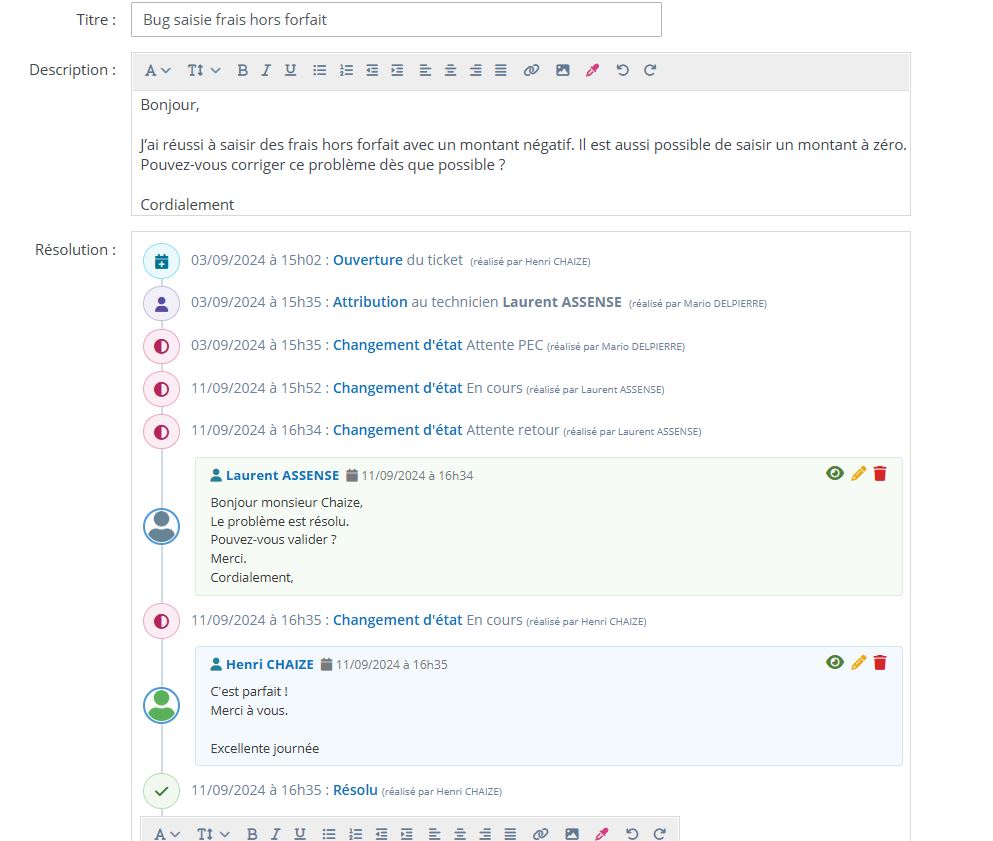 Titre :
Bug saisie frais hors forfait
Description :
A T B I U
Bonjour,
J'ai réussi à saisir des frais hors forfait avec un montant négatif. Il est aussi possible de saisir un montant à zéro.
Pouvez-vous corriger ce problème dès que possible ?
Cordialement
Résolution :
03/09/2024 à 15h02 : Ouverture du ticket (réalisé par Henri CHAIZE)
03/09/2024 à 15h35 : Attribution au technicien Laurent ASSENSE (réalisé par Mario DELPIERRE)
03/09/2024 à 15h35 : Changement d'état Attente PEC (réalisé par Mario DELPIERRE)
11/09/2024 à 15h52 : Changement d'état En cours (réalisé par Laurent ASSENSE)
11/09/2024 à 16h34 : Changement d'état Attente retour (réalisé par Laurent ASSENSE)
Laurent ASSENSE 11/09/2024 à 16h34
Bonjour monsieur Chaize,
Le problème est résolu.
Pouvez-vous valider ?
Merci.
Cordialement,
11/09/2024 à 16h35 : Changement d'état En cours (réalisé par Henri CHAIZE)
Henri CHAIZE 11/09/2024 à 16h35
C'est parfait !
Merci à vous.
Excellente journée
11/09/2024 à 16h35 : Résolu (réalisé par Henri CHAIZE)
A T B I U